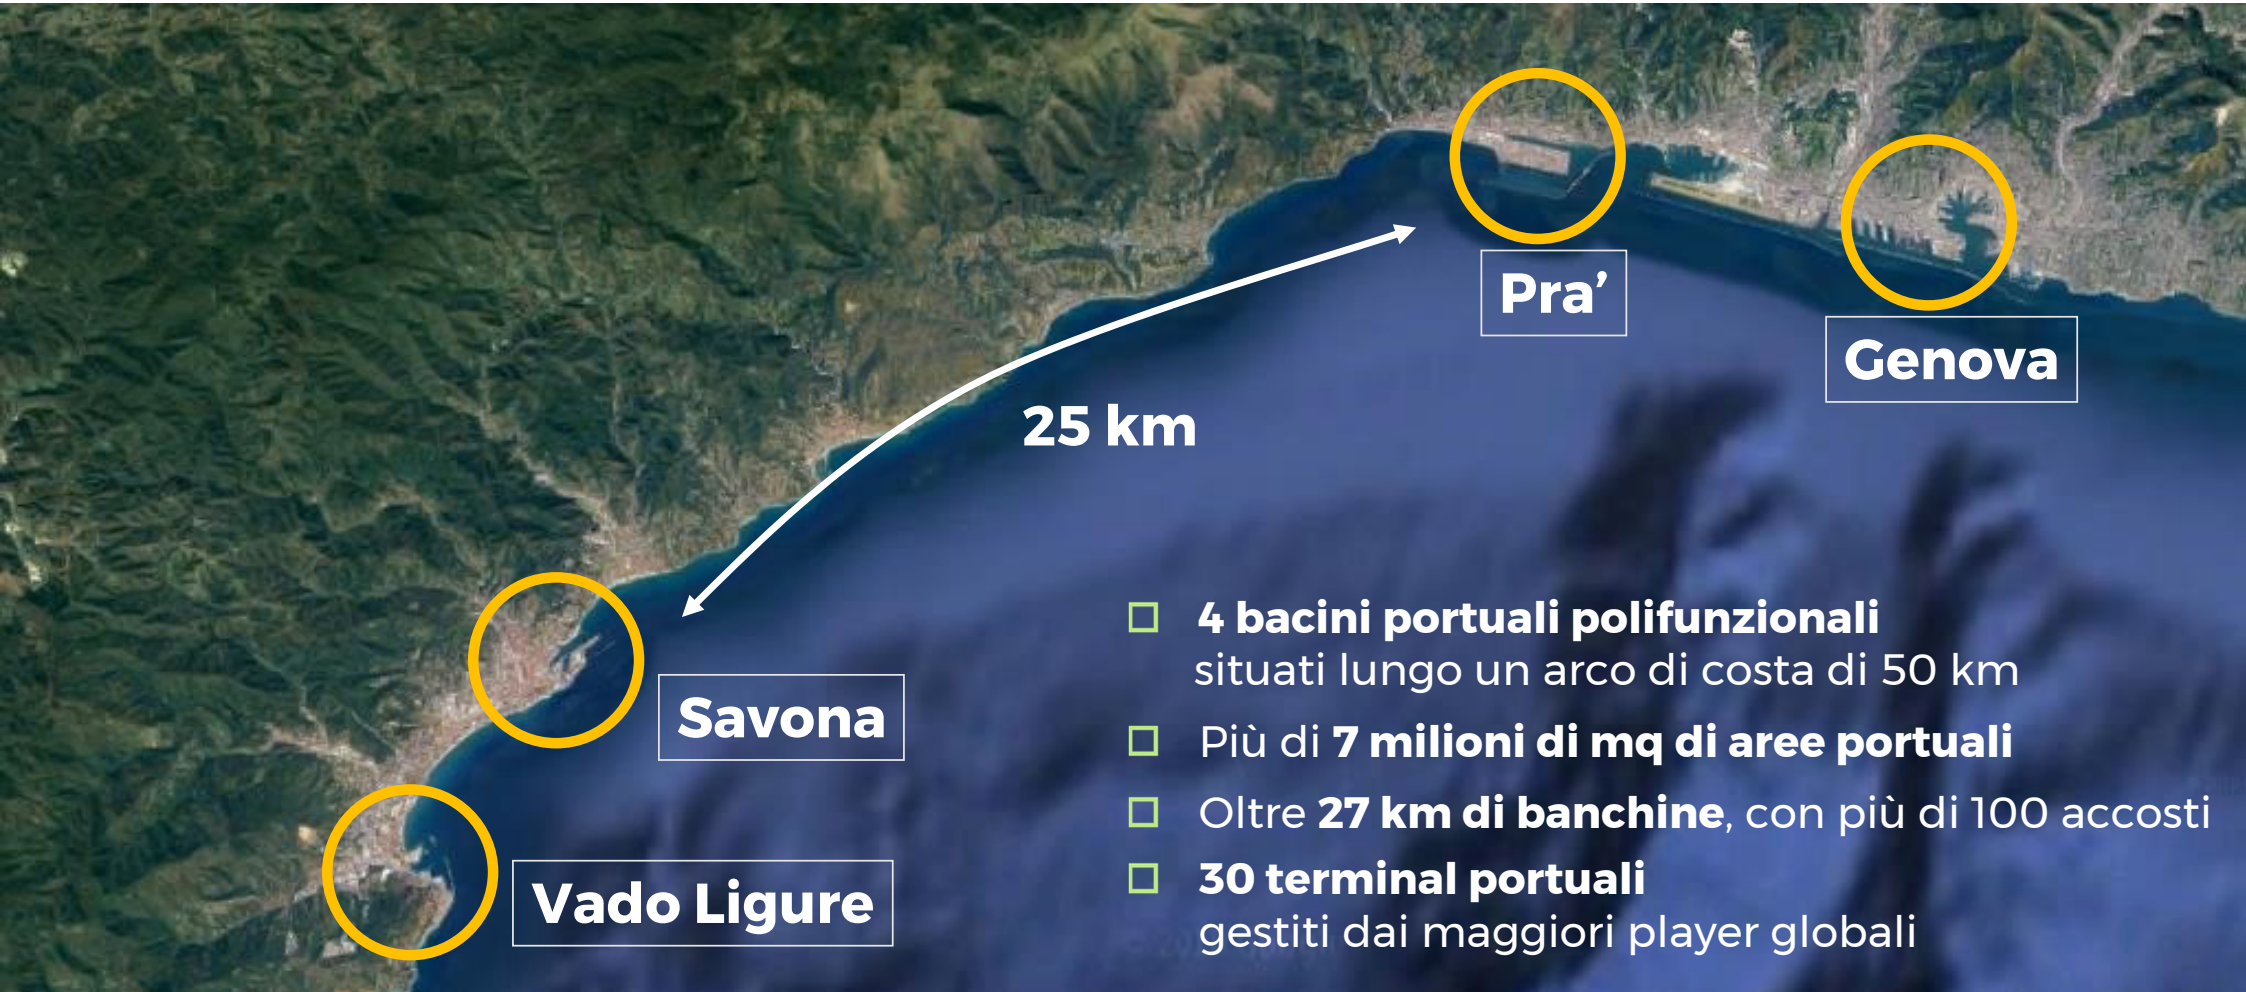 Pra’
Genova
25 km
Savona
Vado Ligure
4 bacini portuali polifunzionali
situati lungo un arco di costa di 50 km
Più di 7 milioni di mq di aree portuali
Oltre 27 km di banchine, con più di 100 accosti
30 terminal portuali
gestiti dai maggiori player globali